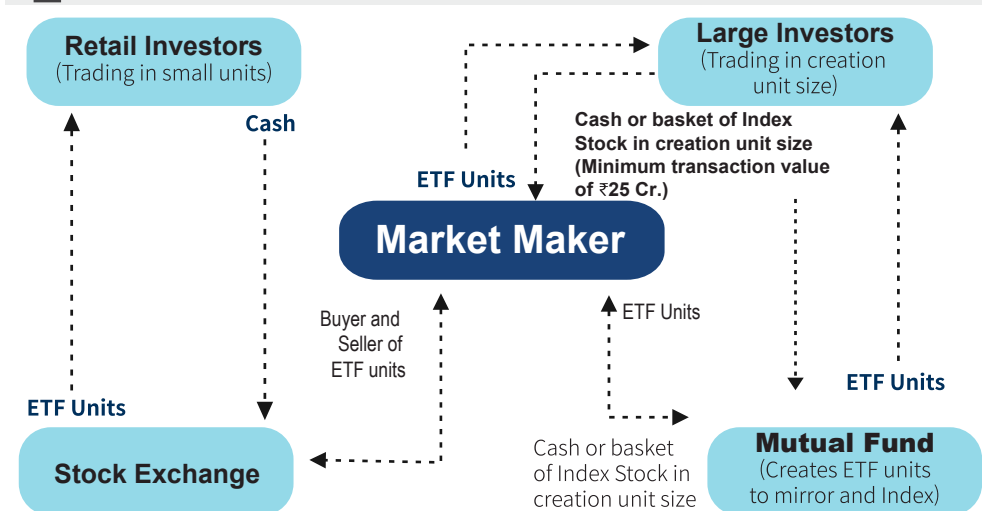 Retail Investors
(Trading in small units)
Large Investors
(Trading in creation
unit size)
Cash
Cash or basket of Index
Stock in creation unit size
(Minimum transaction value
of ₹25 Cr.)
ETF Units
Market Maker
Buyer and
Seller of
ETF units
ETF Units
ETF Units
ETF Units
Stock Exchange
Cash or basket
of Index Stock in
creation unit size
Mutual Fund
(Creates ETF units
to mirror and Index)